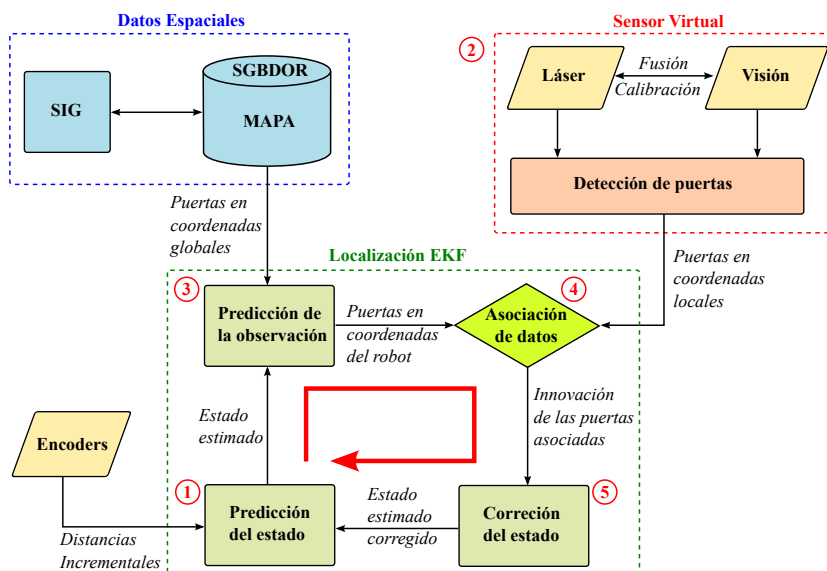 Datos Espaciales
SIG
SGBDOR
MAPA
Sensor Virtual
2
Láser
Fusión
Calibración
Visión
Detección de puertas
Puertas en
coordenadas
globales
Puertas en
coordenadas
locales
Localización EKF
3
Predicción de
la observación
Puertas en
coordenadas
del robot
4
Asociación
de datos
Estado
estimado
Innovación
de las puertas
asociadas
Encoders
Distancias
Incrementales
1
Predicción
del estado
Estado
estimado
corregido
5
Correción
del estado